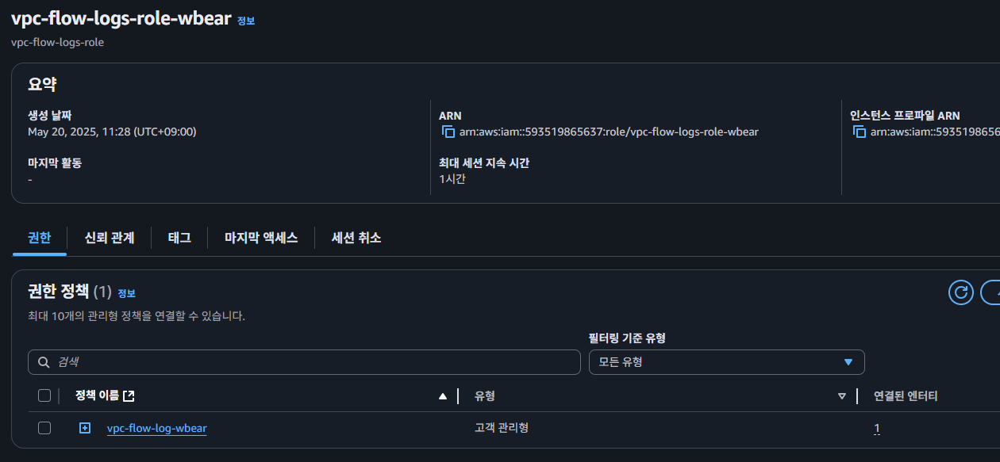 vpc-flow-logs-role-wbear 정보
vpc-flow-logs-role
요약
생성 날짜
May 20, 2025, 11:28 (UTC+09:00)
ARN
arn:aws:iam::593519865637:role/vpc-flow-logs-role-wbear
인스턴스 프로파일 ARN
arn:aws:iam::5935198656
마지막 활동
-
최대 세션 지속 시간
1시간
권한 신뢰 관계 태그 마지막 액세스 세션 취소
권한 정책 (1) 정보
최대 10개의 관리형 정책을 연결할 수 있습니다.
필터링 기준 유형
검색 모든 유형
정책 이름 유형 연결된 엔터티
vpc-flow-log-wbear 고객 관리형 1